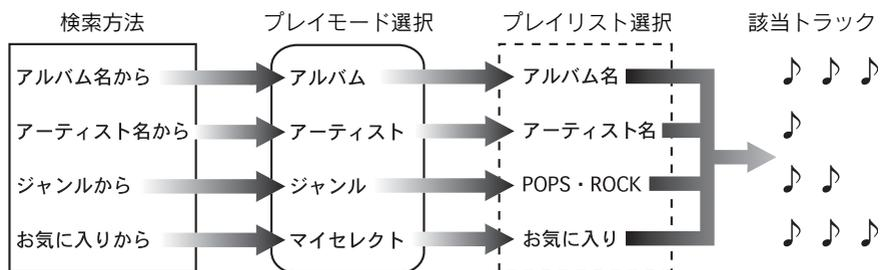 検索方法 プレイモード選択 プレイリスト選択 該当トラック
アルバム名から アルバム アルバム名
アーティスト名から アーティスト アーティスト名
ジャンルから ジャンル POPS・ROCK
お気に入りから マイセレクト お気に入り